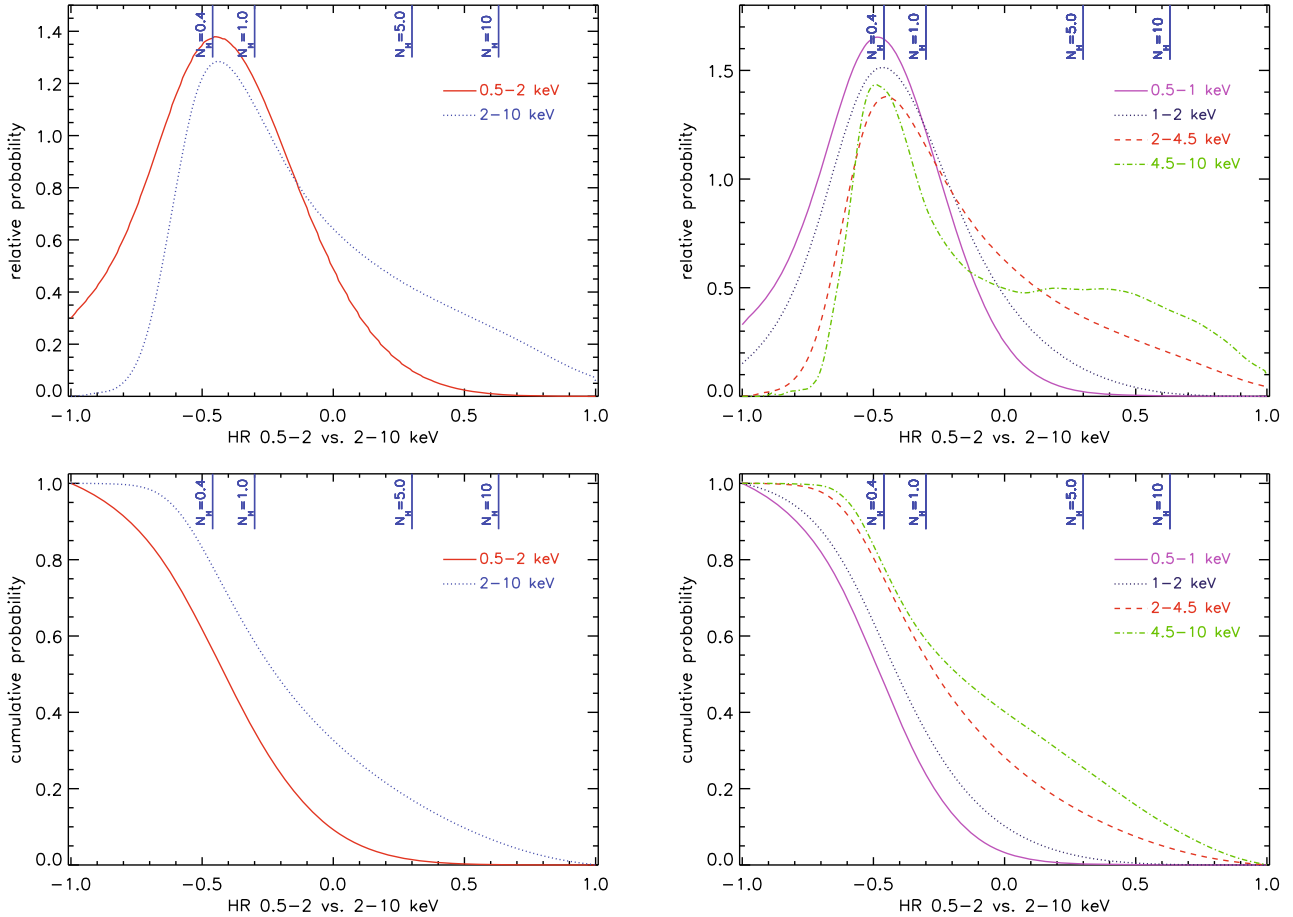 N_H=0.4
N_H=1.0
N_H=5.0
N_H=10
0.5−2 keV
2−10 keV
relative probability
1.4
1.2
1.0
0.8
0.6
0.4
0.2
0.0
−1.0 −0.5 0.0 0.5 1.0
HR 0.5−2 vs. 2−10 keV
N_H=0.4
N_H=1.0
N_H=5.0
N_H=10
0.5−1 keV
1−2 keV
2−4.5 keV
4.5−10 keV
relative probability
1.5
1.0
0.5
0.0
−1.0 −0.5 0.0 0.5 1.0
HR 0.5−2 vs. 2−10 keV
N_H=0.4
N_H=1.0
N_H=5.0
N_H=10
0.5−2 keV
2−10 keV
cumulative probability
1.0
0.8
0.6
0.4
0.2
0.0
−1.0 −0.5 0.0 0.5 1.0
HR 0.5−2 vs. 2−10 keV
N_H=0.4
N_H=1.0
N_H=5.0
N_H=10
0.5−1 keV
1−2 keV
2−4.5 keV
4.5−10 keV
cumulative probability
1.0
0.8
0.6
0.4
0.2
0.0
−1.0 −0.5 0.0 0.5 1.0
HR 0.5−2 vs. 2−10 keV